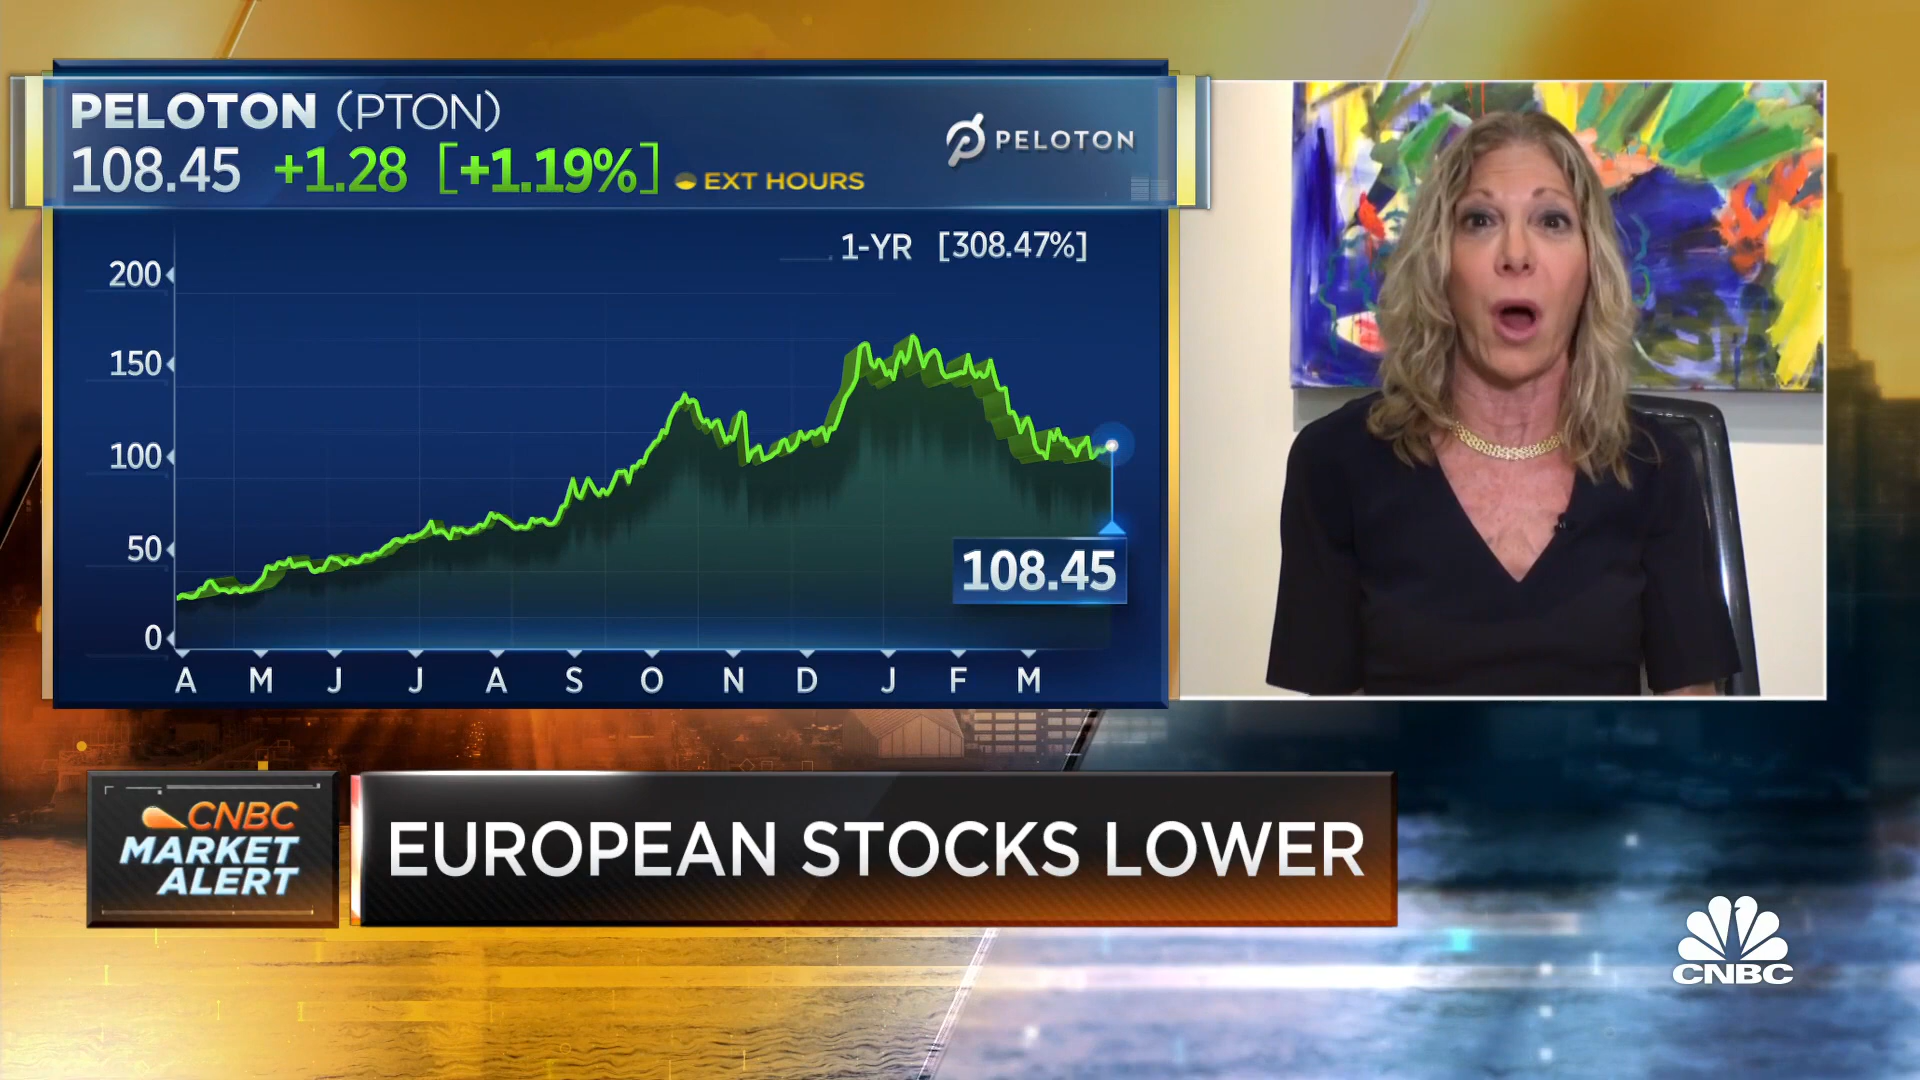 PELOTON (PTON)
108.45 +1.28 [+1.19%] EXT HOURS
PELOTON
1-YR [308.47%]
200
150
100
50
0
108.45
A M J J A S O N D J F M
CNBC
MARKET
ALERT
EUROPEAN STOCKS LOWER
CNBC